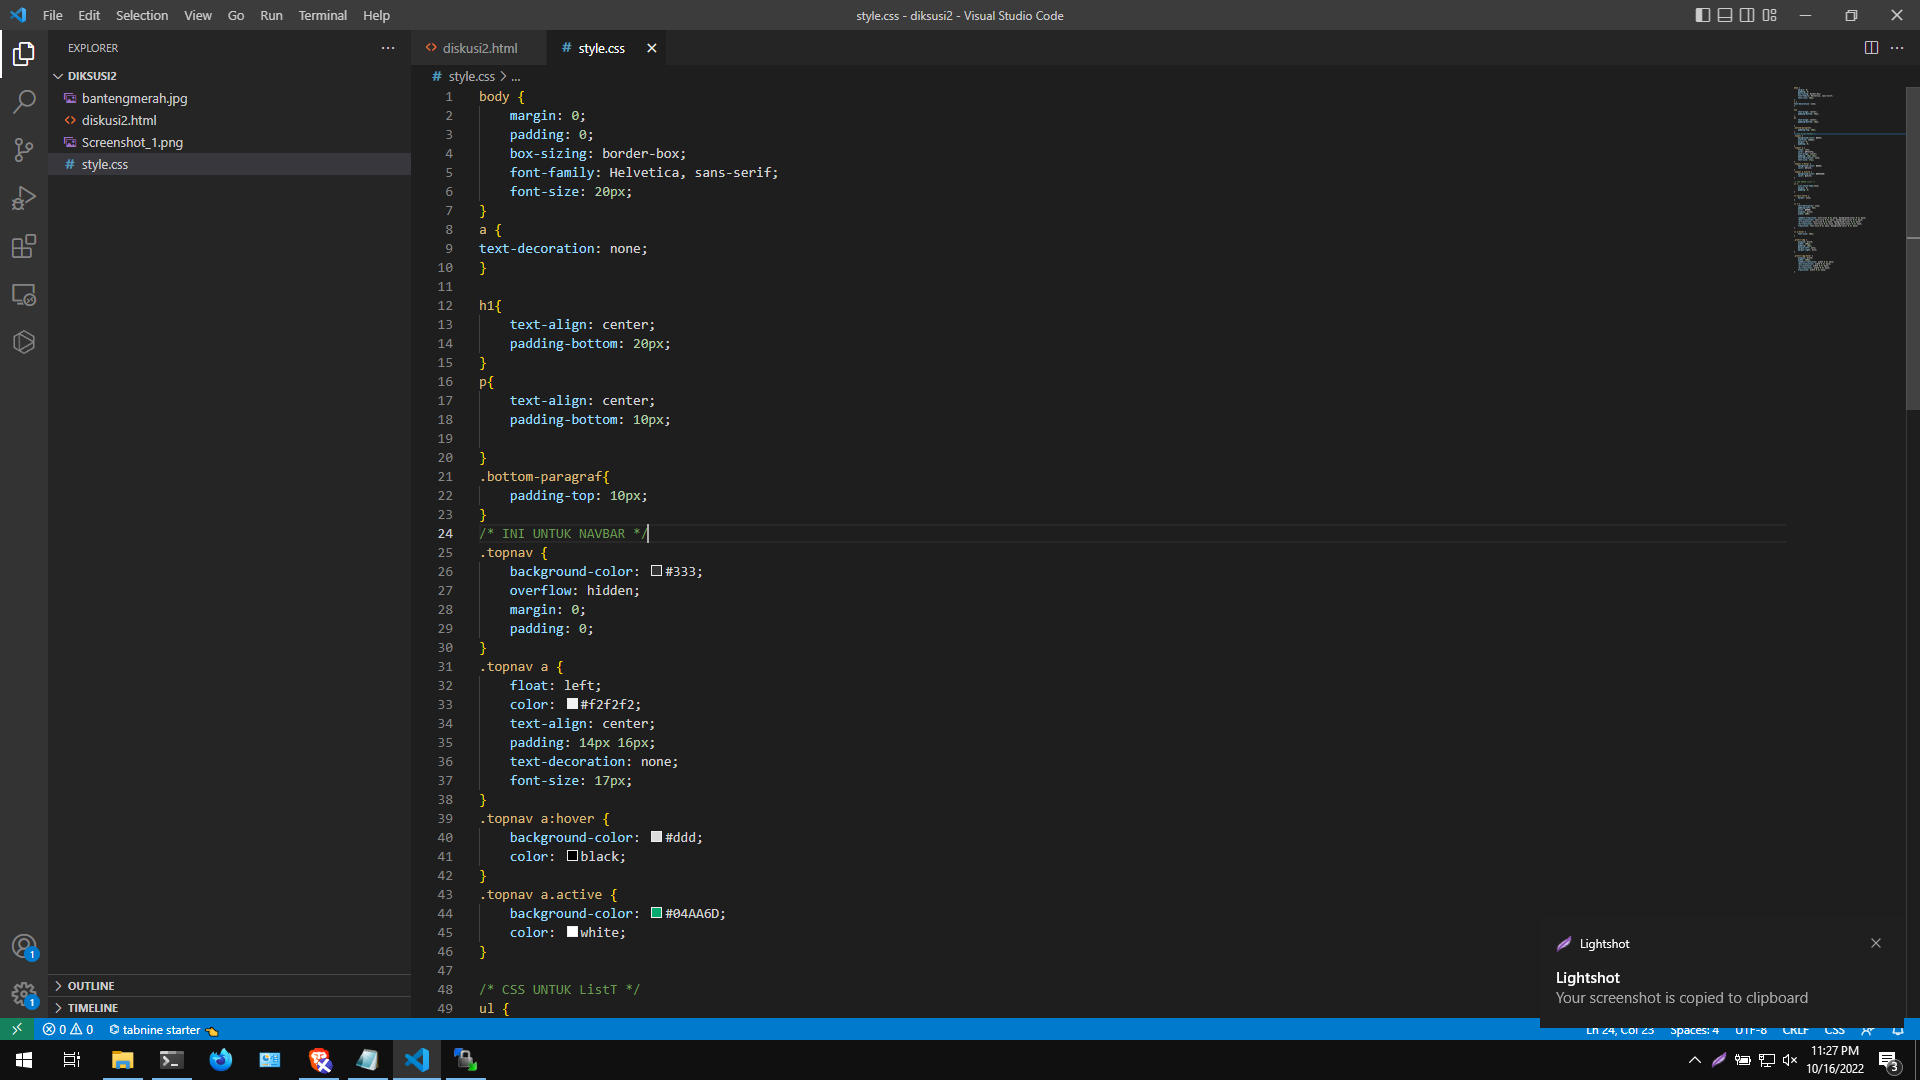 File Edit Selection View Go Run Terminal Help
style.css - diksusi2 - Visual Studio Code
EXPLORER
DIKSUSI2
bantengmerah.jpg
diskusi2.html
Screenshot_1.png
style.css
OUTLINE
TIMELINE
diskusi2.html
style.css
style.css > ...
1 body {
2 margin: 0;
3 padding: 0;
4 box-sizing: border-box;
5 font-family: Helvetica, sans-serif;
6 font-size: 20px;
7 }
8 a {
9 text-decoration: none;
10 }
11
12 h1{
13 text-align: center;
14 padding-bottom: 20px;
15 }
16 p{
17 text-align: center;
18 padding-bottom: 10px;
19
20 }
21 .bottom-paragraf{
22 padding-top: 10px;
23 }
24 /* INI UNTUK NAVBAR */
25 .topnav {
26 background-color: #333;
27 overflow: hidden;
28 margin: 0;
29 padding: 0;
30 }
31 .topnav a {
32 float: left;
33 color: #f2f2f2;
34 text-align: center;
35 padding: 14px 16px;
36 text-decoration: none;
37 font-size: 17px;
38 }
39 .topnav a:hover {
40 background-color: #ddd;
41 color: black;
42 }
43 .topnav a.active {
44 background-color: #04AA6D;
45 color: white;
46 }
47
48 /* CSS UNTUK ListT */
49 ul {
Lightshot
Lightshot
Your screenshot is copied to clipboard
1
1
0 0 tabnine starter
Ln 24, Col 23 Spaces: 4 UTF-8 CRLF CSS
11:27 PM
10/16/2022
3